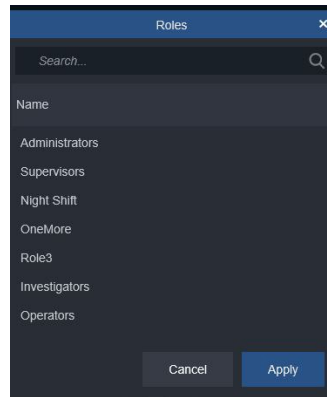 Roles
Search...
Name
Administrators
Supervisors
Night Shift
OneMore
Role3
Investigators
Operators
Cancel Apply